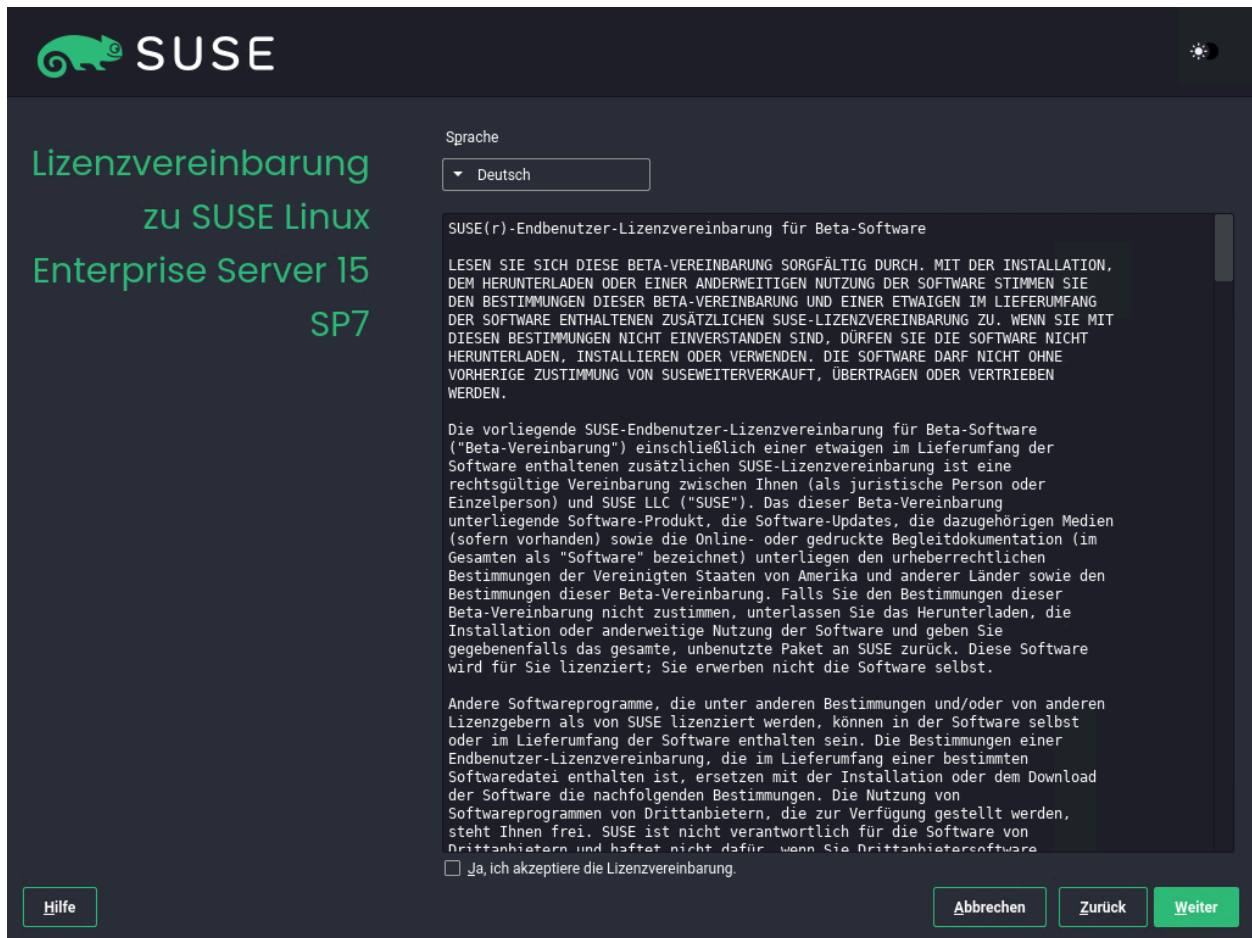 SUSE
Lizenzvereinbarung
zu SUSE Linux
Enterprise Server 15
SP7
Sprache
Deutsch
SUSE(r)-Endbenutzer-Lizenzvereinbarung für Beta-Software
LESEN SIE SICH DIESE BETA-VEREINBARUNG SORGFÄLTIG DURCH. MIT DER INSTALLATION,
DEM HERUNTERLADEN ODER EINER ANDERWEITIGEN NUTZUNG DER SOFTWARE STIMMEN SIE
DEN BESTIMMUNGEN DIESER BETA-VEREINBARUNG UND EINER ETWAIGEN IM LIEFERUMFANG
DER SOFTWARE ENTHALTENEN ZUSÄTZLICHEN SUSE-LIZENZVEREINBARUNG ZU. WENN SIE MIT
DIESEN BESTIMMUNGEN NICHT EINVERSTANDEN SIND, DÜRFEN SIE DIE SOFTWARE NICHT
HERUNTERLADEN, INSTALLIEREN ODER VERWENDEN. DIE SOFTWARE DARF NICHT OHNE
VORHERIGE ZUSTIMMUNG VON SUSEWEITERVERKAUFT, ÜBERTRAGEN ODER VERTRIEBEN
WERDEN.
Die vorliegende SUSE-Endbenutzer-Lizenzvereinbarung für Beta-Software
("Beta-Vereinbarung") einschließlich einer etwaigen im Lieferumfang der
Software enthaltenen zusätzlichen SUSE-Lizenzvereinbarung ist eine
rechtsgültige Vereinbarung zwischen Ihnen (als juristische Person oder
Einzelperson) und SUSE LLC ("SUSE"). Das dieser Beta-Vereinbarung
unterliegende Software-Produkt, die Software-Updates, die dazugehörigen Medien
(sofern vorhanden) sowie die Online- oder gedruckte Begleitdokumentation (im
Gesamten als "Software" bezeichnet) unterliegen den urheberrechtlichen
Bestimmungen der Vereinigten Staaten von Amerika und anderer Länder sowie den
Bestimmungen dieser Beta-Vereinbarung. Falls Sie den Bestimmungen dieser
Beta-Vereinbarung nicht zustimmen, unterlassen Sie das Herunterladen, die
Installation oder anderweitige Nutzung der Software und geben Sie
gegebenenfalls das gesamte, unbenutzte Paket an SUSE zurück. Diese Software
wird für Sie lizenziert; Sie erwerben nicht die Software selbst.
Andere Softwareprogramme, die unter anderen Bestimmungen und/oder von anderen
Lizenzgebern als von SUSE lizenziert werden, können in der Software selbst
oder im Lieferumfang der Software enthalten sein. Die Bestimmungen einer
Endbenutzer-Lizenzvereinbarung, die im Lieferumfang einer bestimmten
Softwaredatei enthalten ist, ersetzen mit der Installation oder dem Download
der Software die nachfolgenden Bestimmungen. Die Nutzung von
Softwareprogrammen von Drittanbietern, die zur Verfügung gestellt werden,
steht Ihnen frei. SUSE ist nicht verantwortlich für die Software von
Drittanbietern und haftet nicht dafür, wenn Sie Drittanbietersoftware
Ja, ich akzeptiere die Lizenzvereinbarung.
Hilfe
Abbrechen
Zurück
Weiter